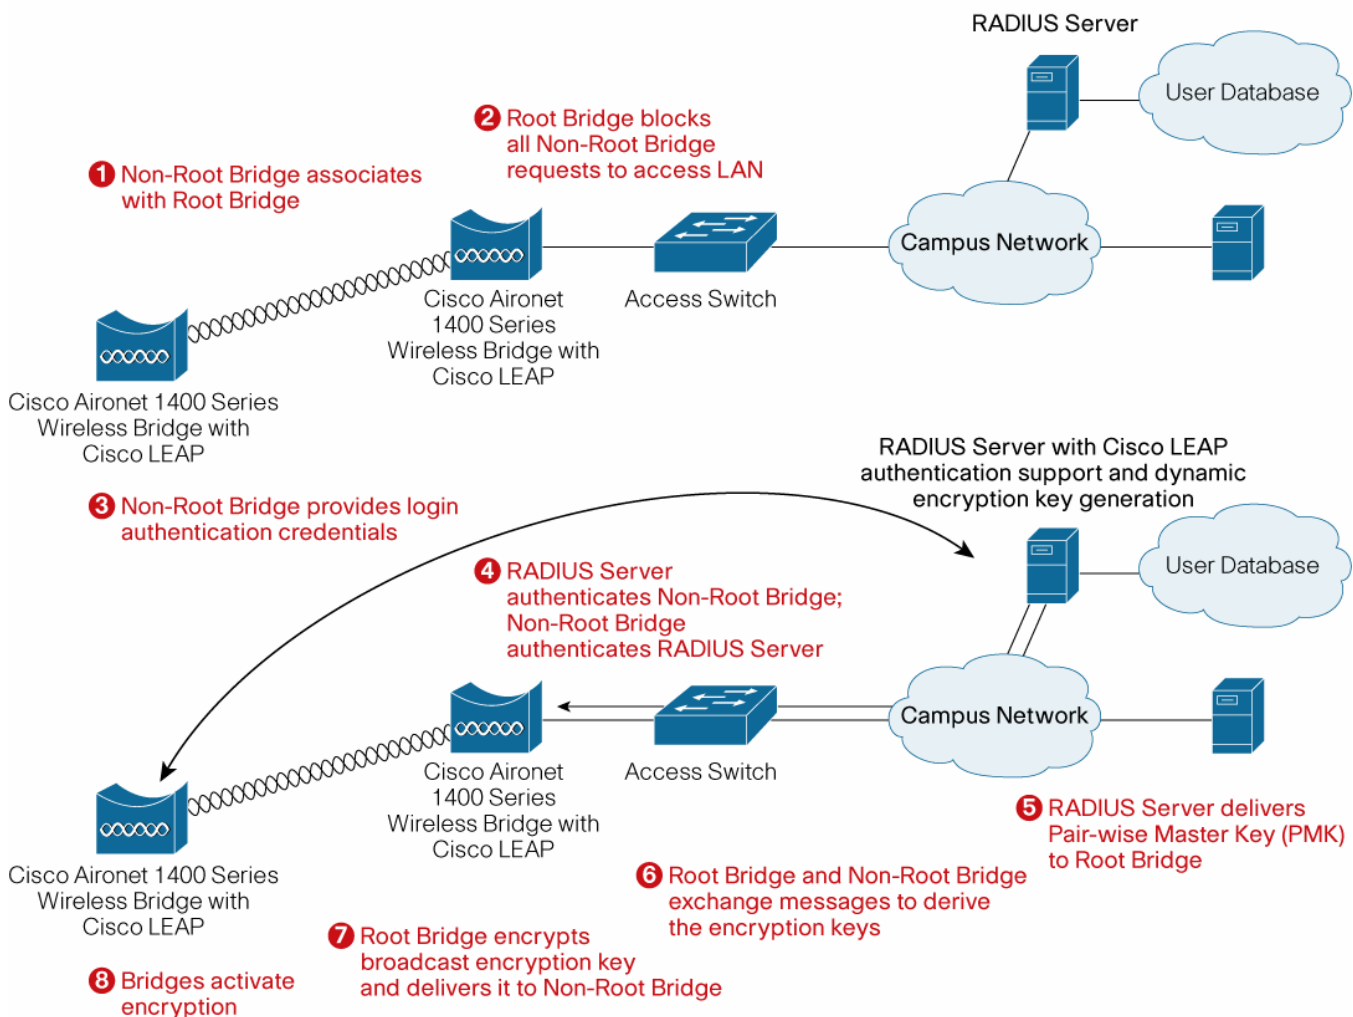 RADIUS Server
User Database
2 Root Bridge blocks
all Non-Root Bridge
requests to access LAN
1 Non-Root Bridge associates
with Root Bridge
Campus Network
Cisco Aironet
1400 Series
Wireless Bridge with
Cisco LEAP
Access Switch
Cisco Aironet 1400 Series
Wireless Bridge with
Cisco LEAP
RADIUS Server with Cisco LEAP
authentication support and dynamic
encryption key generation
3 Non-Root Bridge provides login
authentication credentials
User Database
4 RADIUS Server
authenticates Non-Root Bridge;
Non-Root Bridge
authenticates RADIUS Server
Campus Network
Cisco Aironet
1400 Series
Wireless Bridge with
Cisco LEAP
Access Switch
5 RADIUS Server delivers
Pair-wise Master Key (PMK)
to Root Bridge
Cisco Aironet 1400 Series
Wireless Bridge with
Cisco LEAP
6 Root Bridge and Non-Root Bridge
exchange messages to derive
the encryption keys
7 Root Bridge encrypts
broadcast encryption key
and delivers it to Non-Root Bridge
8 Bridges activate
encryption